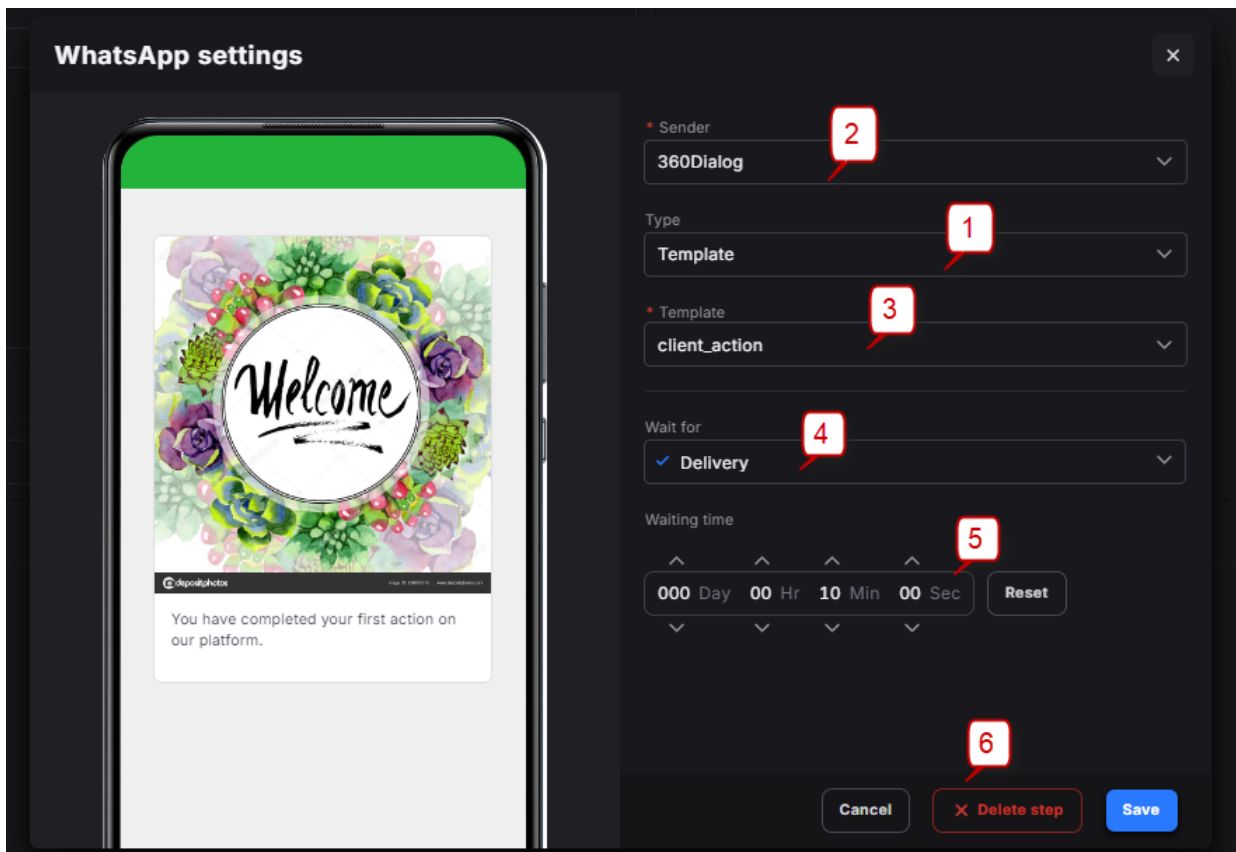 WhatsApp settings
Welcome
depositphotos
You have completed your first action on
our platform.
* Sender
2
360Dialog
Type
1
Template
* Template
3
client_action
Wait for
4
Delivery
Waiting time
5
000 Day 00 Hr 10 Min 00 Sec
Reset
6
Cancel
Delete step
Save